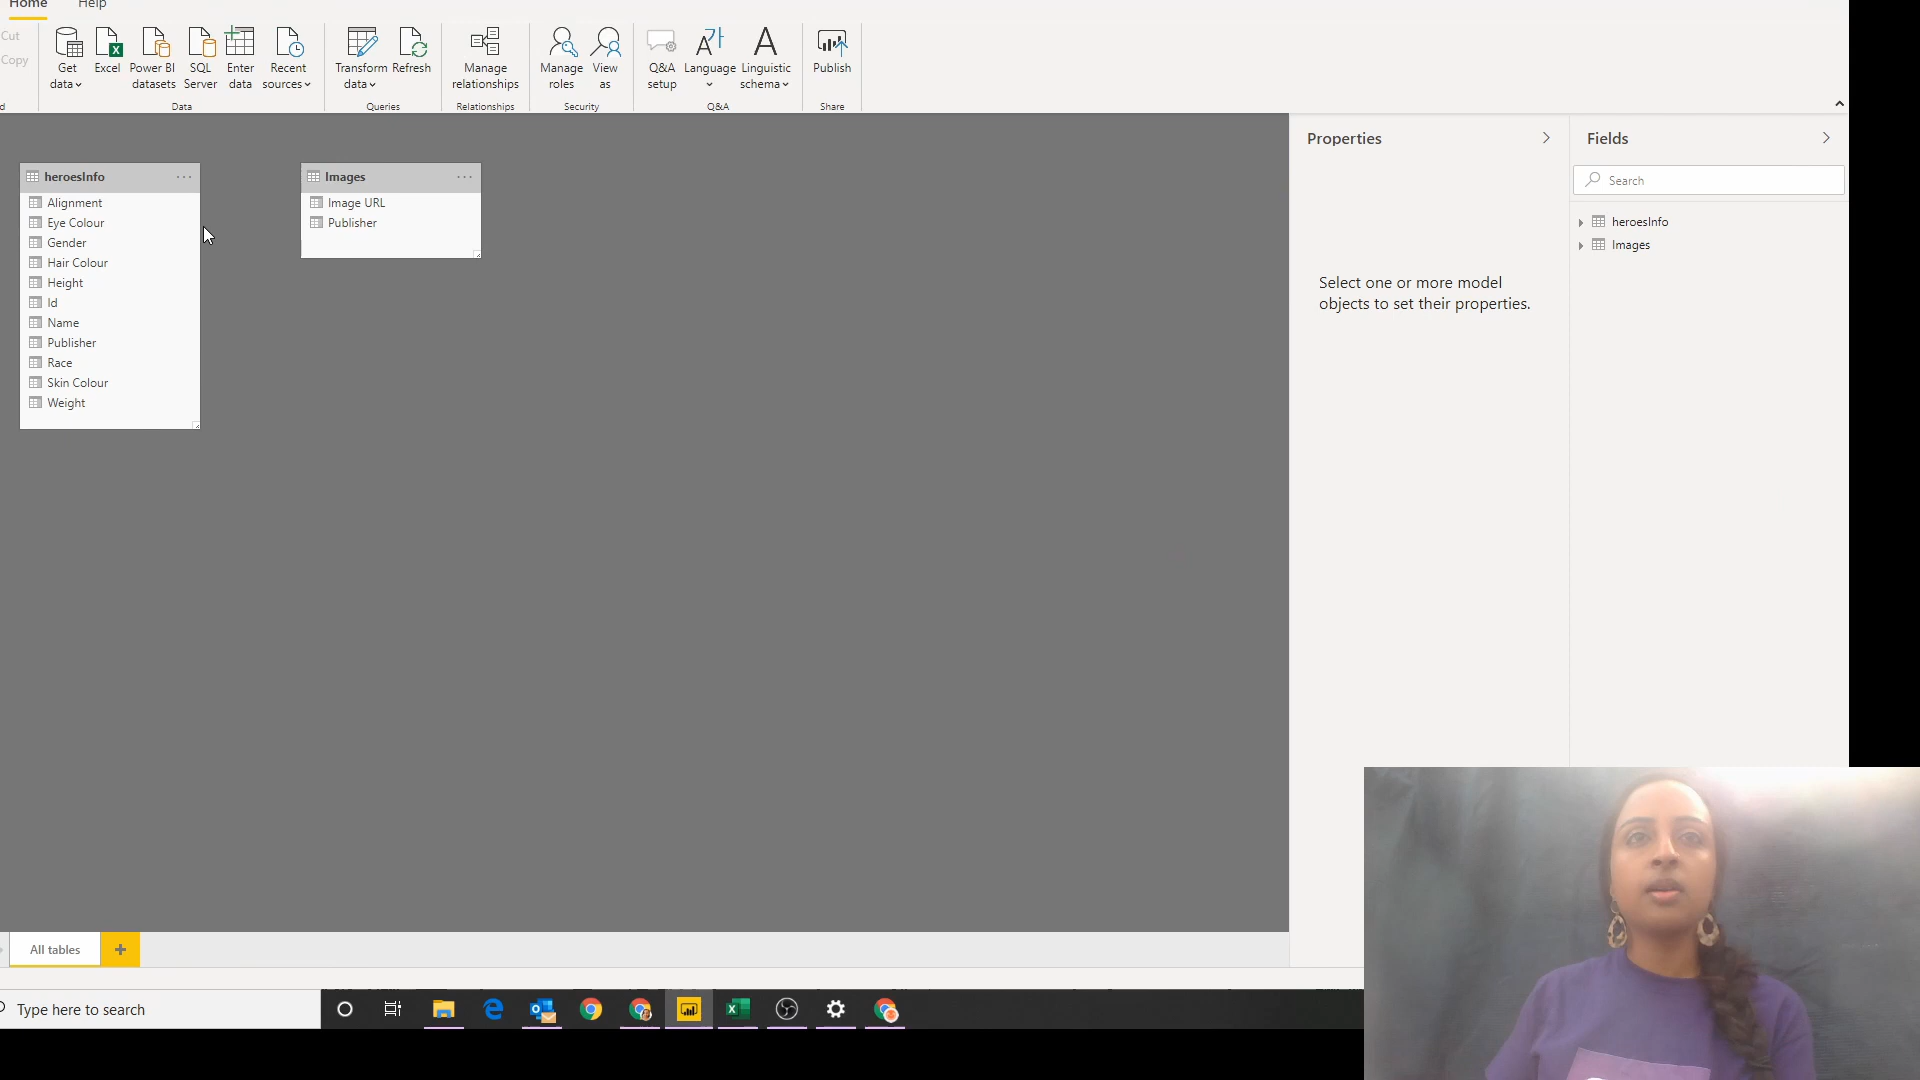 Home Help
Cut
Copy
Get data
Excel
Power BI datasets
SQL Server
Enter data
Recent sources
Transform data
Refresh
Manage relationships
Manage roles
View as
Q&A setup
Language
Linguistic schema
Publish
Data
Queries
Relationships
Security
Q&A
Share
heroesInfo
Alignment
Eye Colour
Gender
Hair Colour
Height
Id
Name
Publisher
Race
Skin Colour
Weight
Images
Image URL
Publisher
Properties
Select one or more model
objects to set their properties.
Fields
Search
heroesInfo
Images
All tables
Type here to search